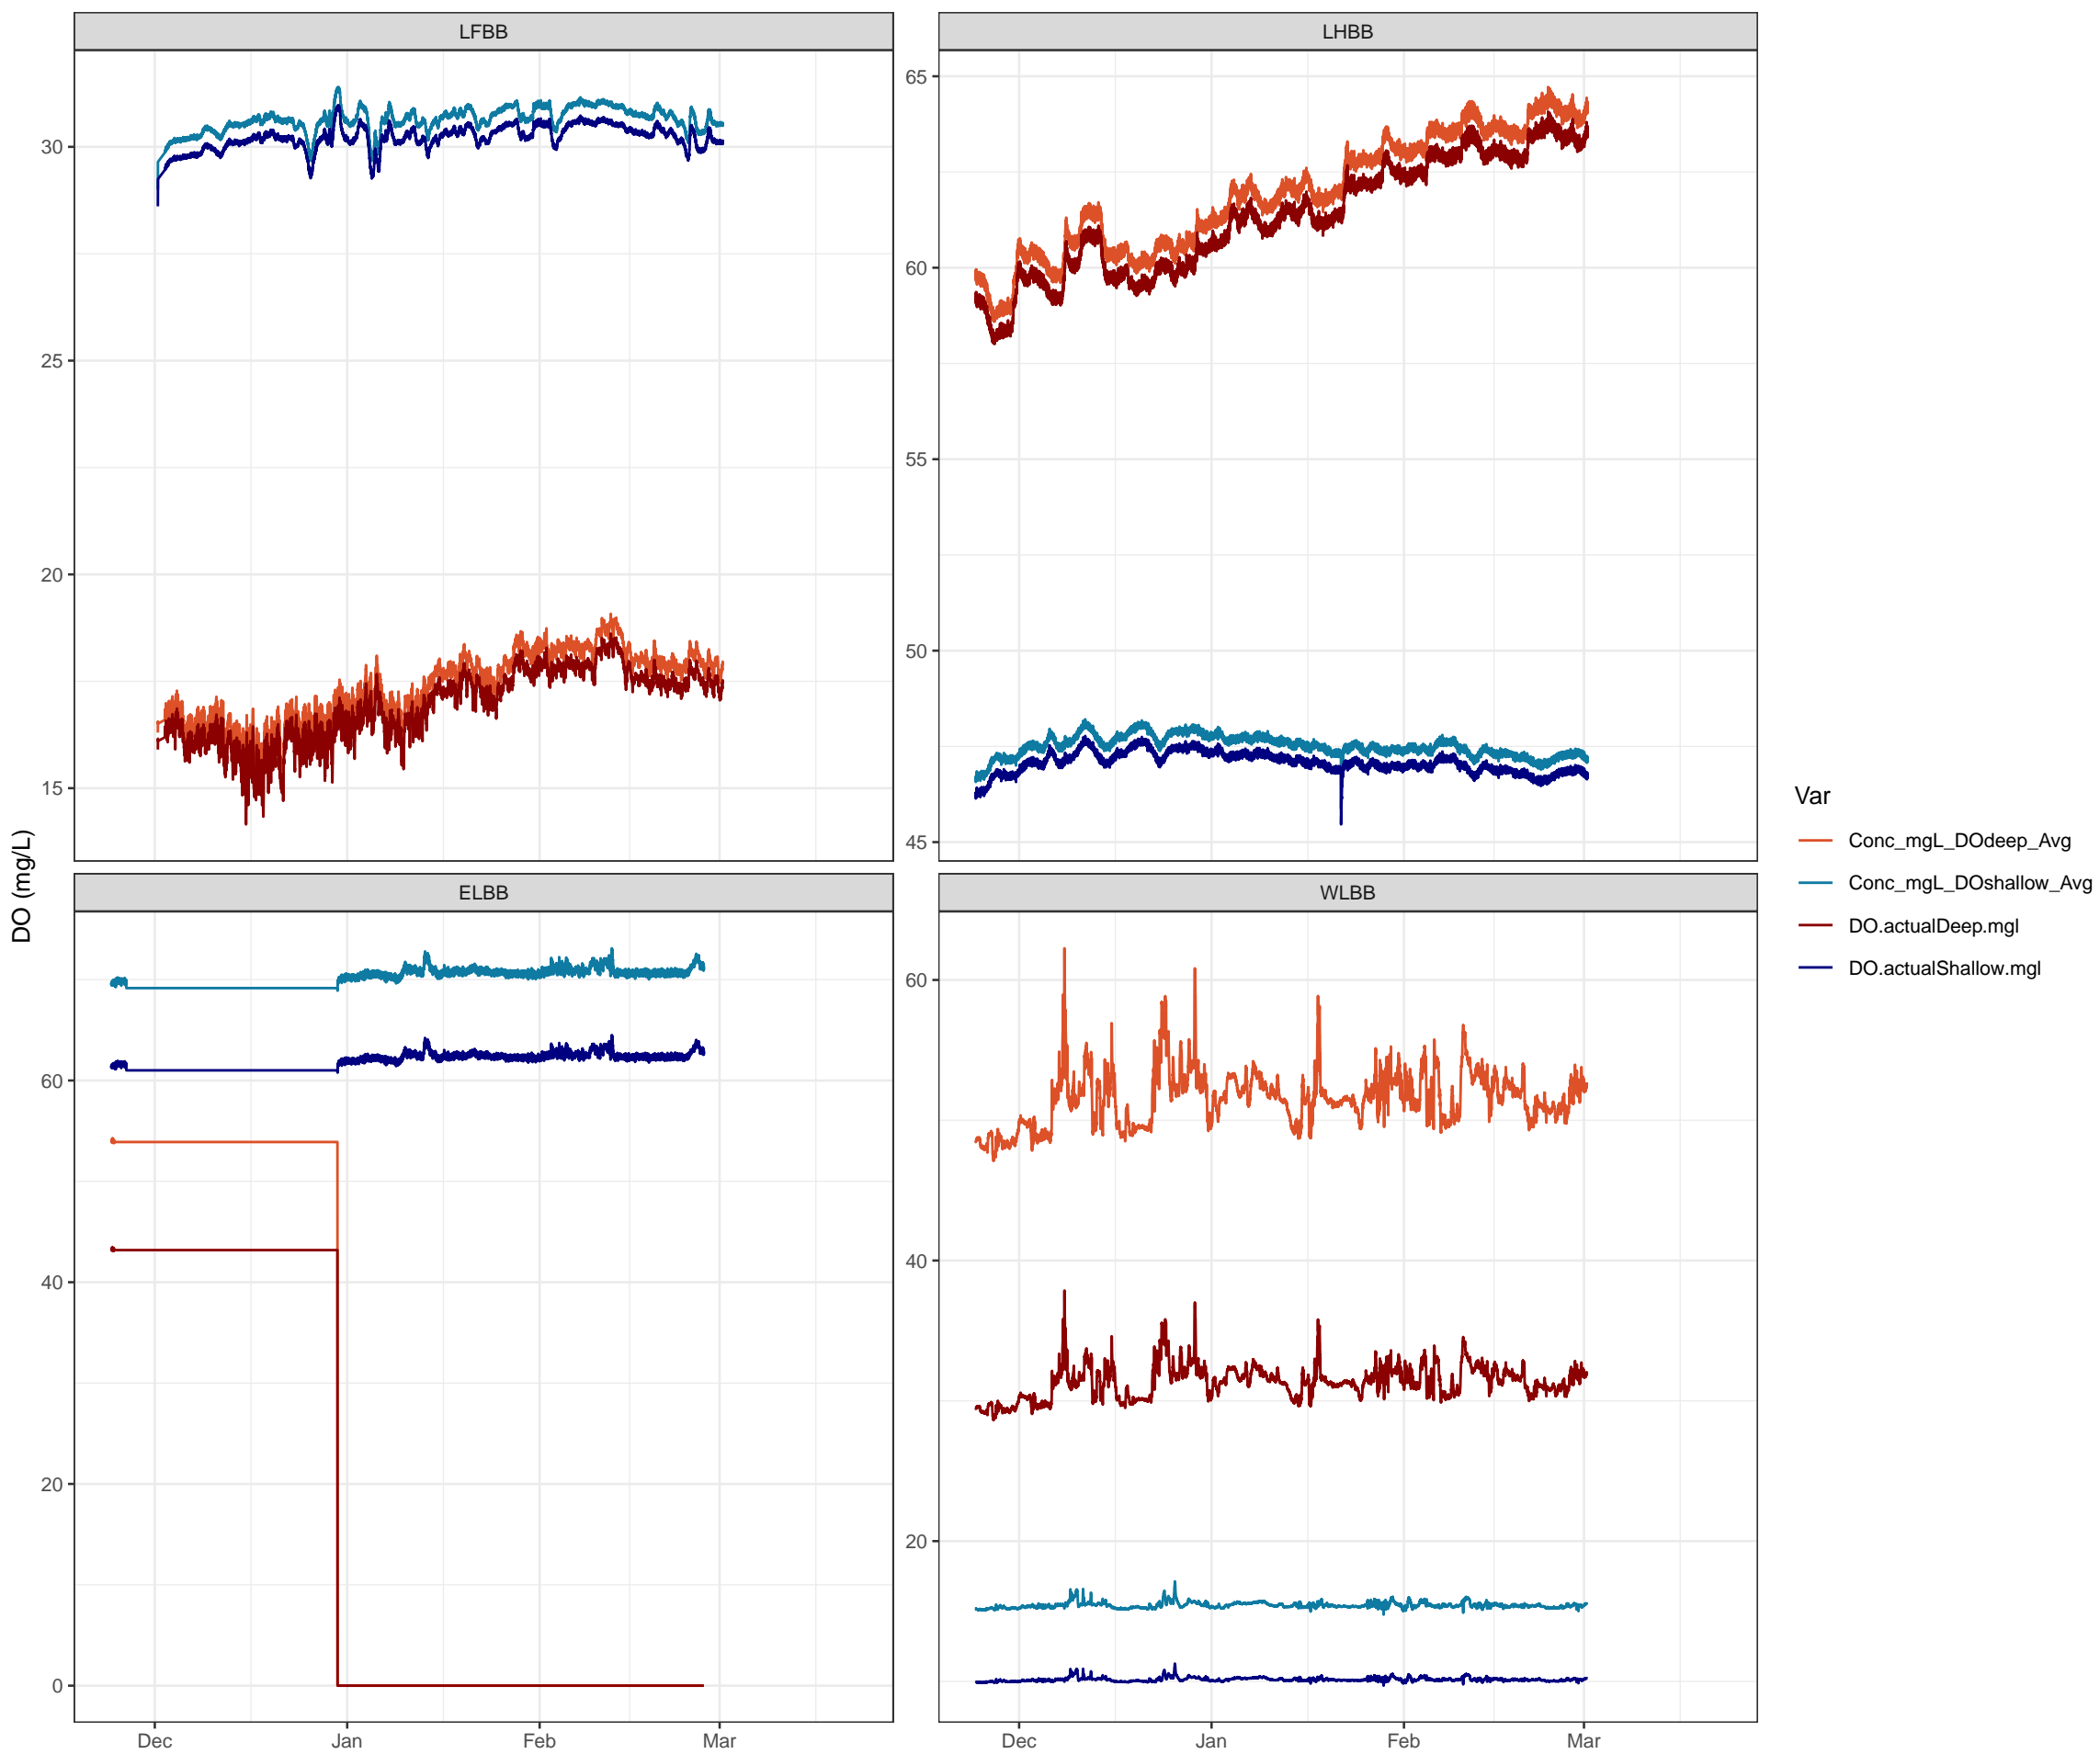 LFBB
LHBB
30
25
20
15
65
60
55
50
45
DO (mg/L)
ELBB
WLBB
60
40
20
0
60
40
20
Dec
Jan
Feb
Mar
Dec
Jan
Feb
Mar
Var
Conc_mgL_DOdeep_Avg
Conc_mgL_DOshallow_Avg
DO.actualDeep.mgl
DO.actualShallow.mgl